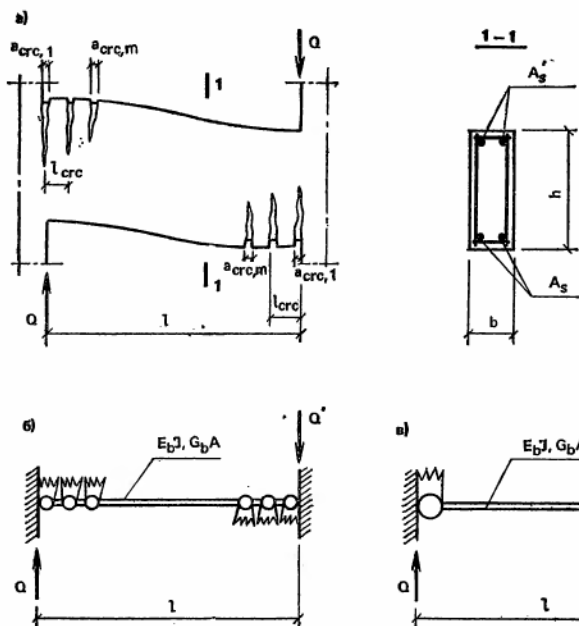 а)
a crc,1
a crc,m
Q
1
1-1
A s'
l crc
h
a crc,m
a crc,1
1
l crc
Q
l
b
A s
б)
E b J, G b A
Q'
Q
l
в)
E b J, G b A
Q
l